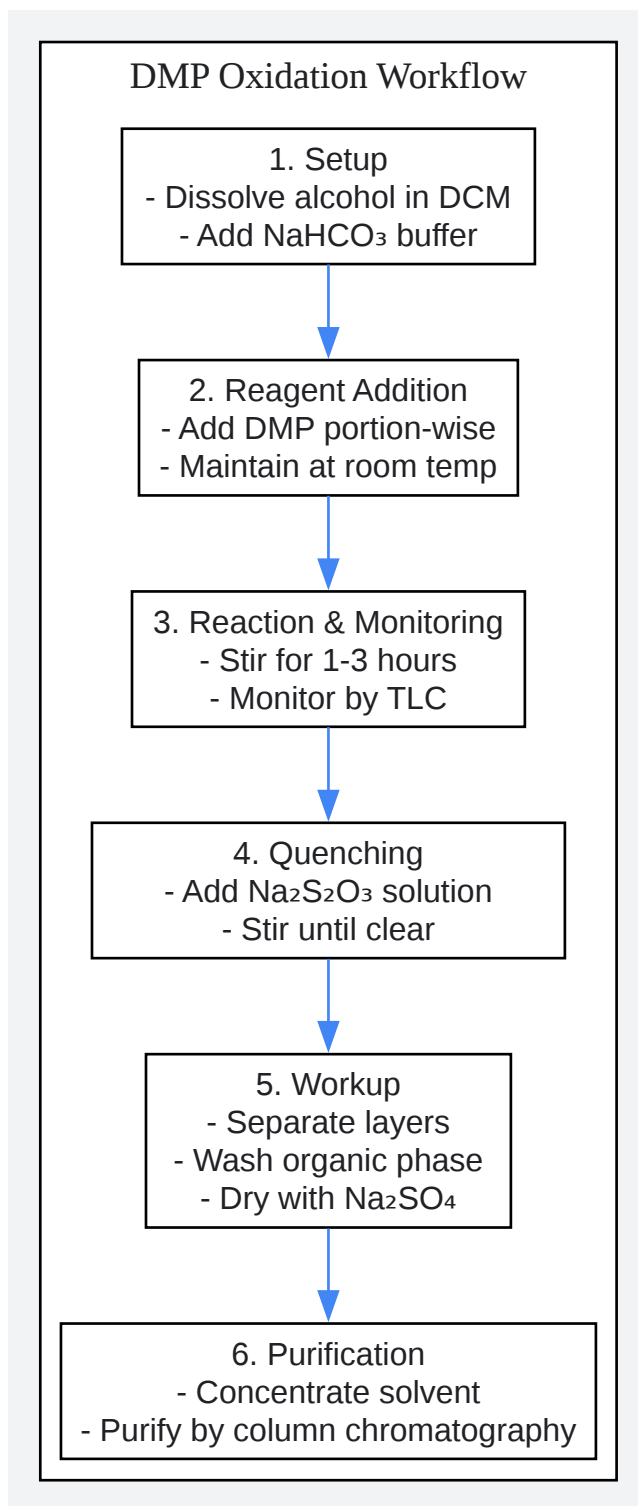 DMP Oxidation Workflow
1. Setup
- Dissolve alcohol in DCM
- Add NaHCO₃ buffer
2. Reagent Addition
- Add DMP portion-wise
- Maintain at room temp
3. Reaction & Monitoring
- Stir for 1-3 hours
- Monitor by TLC
4. Quenching
- Add Na₂S₂O₃ solution
- Stir until clear
5. Workup
- Separate layers
- Wash organic phase
- Dry with Na₂SO₄
6. Purification
- Concentrate solvent
- Purify by column chromatography